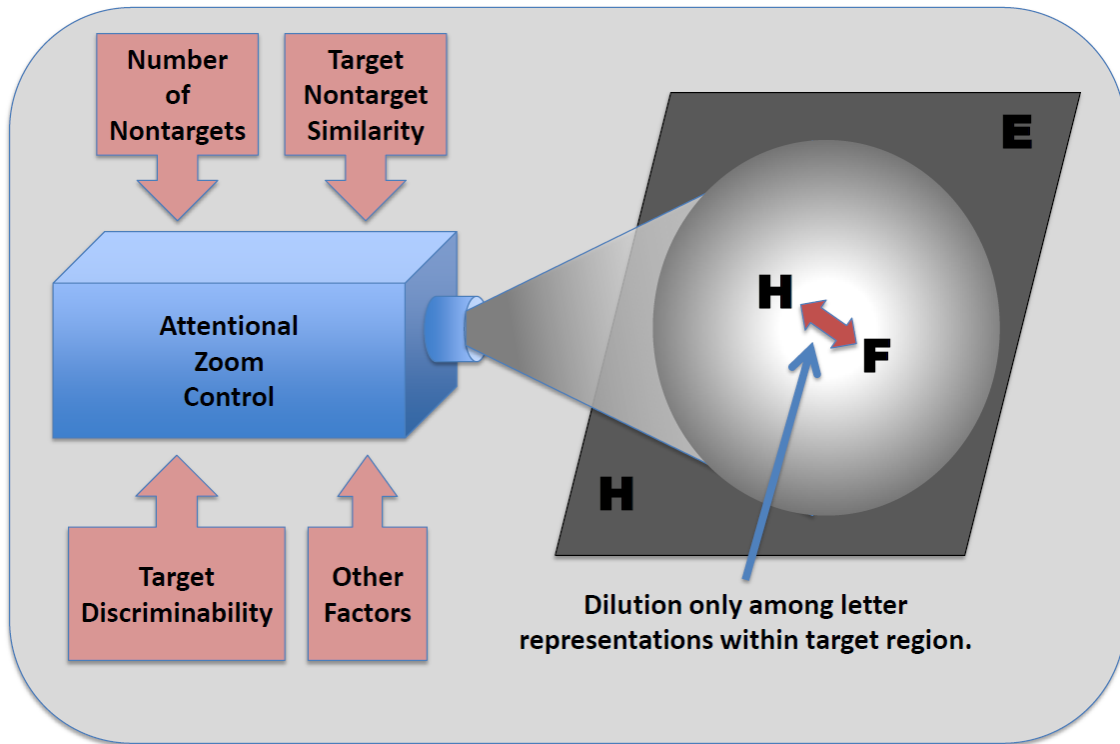 Number
of
Nontargets
Target
Nontarget
Similarity
E
Attentional
Zoom
Control
H
F
H
Target
Discriminability
Other
Factors
Dilution only among letter
representations within target region.